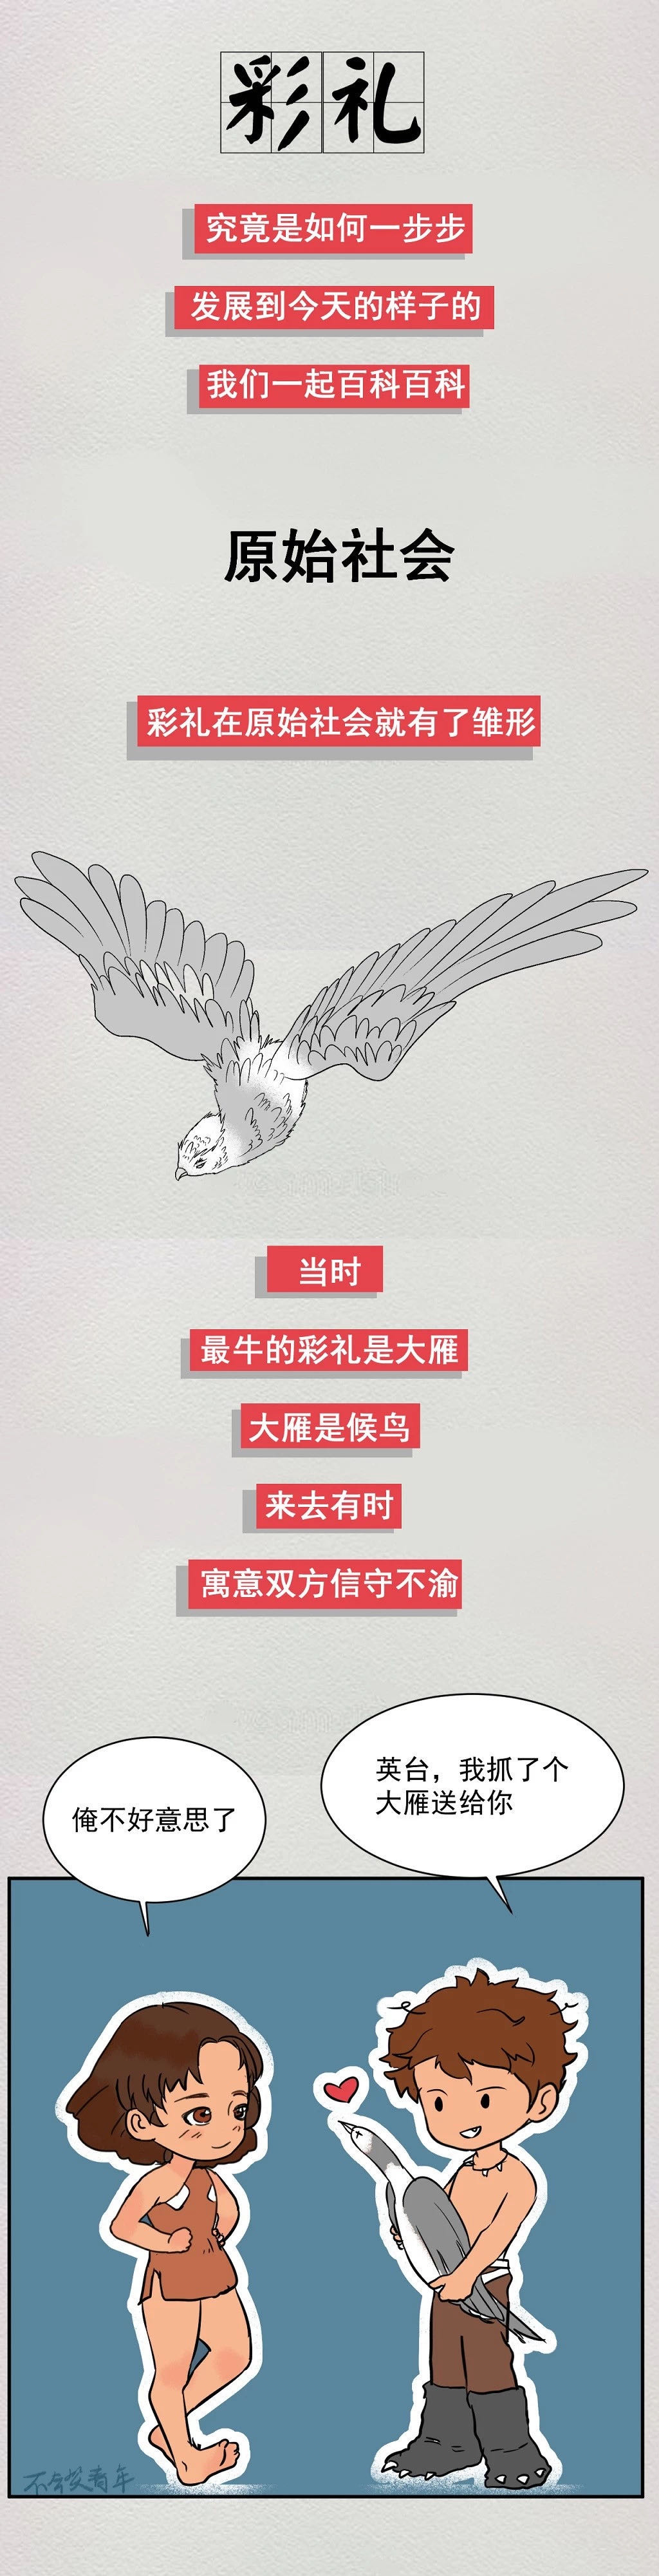 彩礼
究竟是如何一步步
发展到今天的样子的
我们一起百科百科
原始社会
彩礼在原始社会就有了雏形
当时
最牛的彩礼是大雁
大雁是候鸟
来去有时
寓意双方信守不渝
英台，我抓了个
大雁送给你
俺不好意思了
不会笑青年